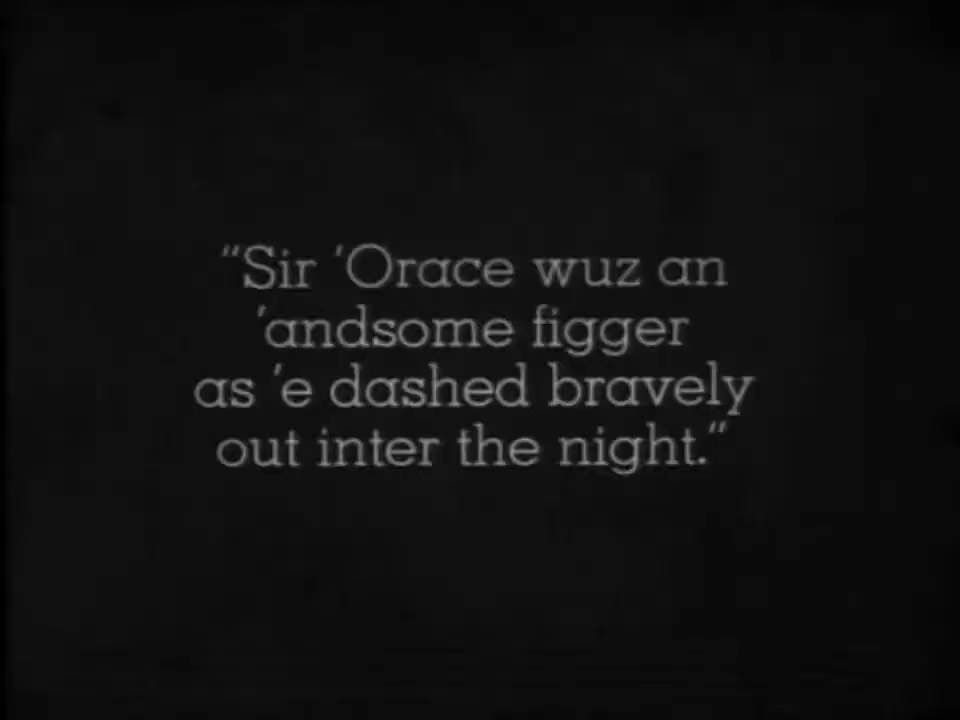 "Sir 'Orace wuz an
'andsome figger
as 'e dashed bravely
out inter the night."